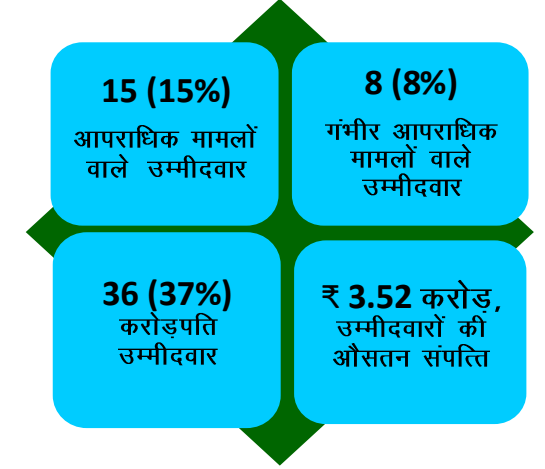 15 (15%)
आपराधिक मामलों
वाले उम्मीदवार
8 (8%)
गंभीर आपराधिक
मामलों वाले
उम्मीदवार
36 (37%)
करोड़पति
उम्मीदवार
₹ 3.52 करोड़,
उम्मीदवारों की
औसतन संपत्ति